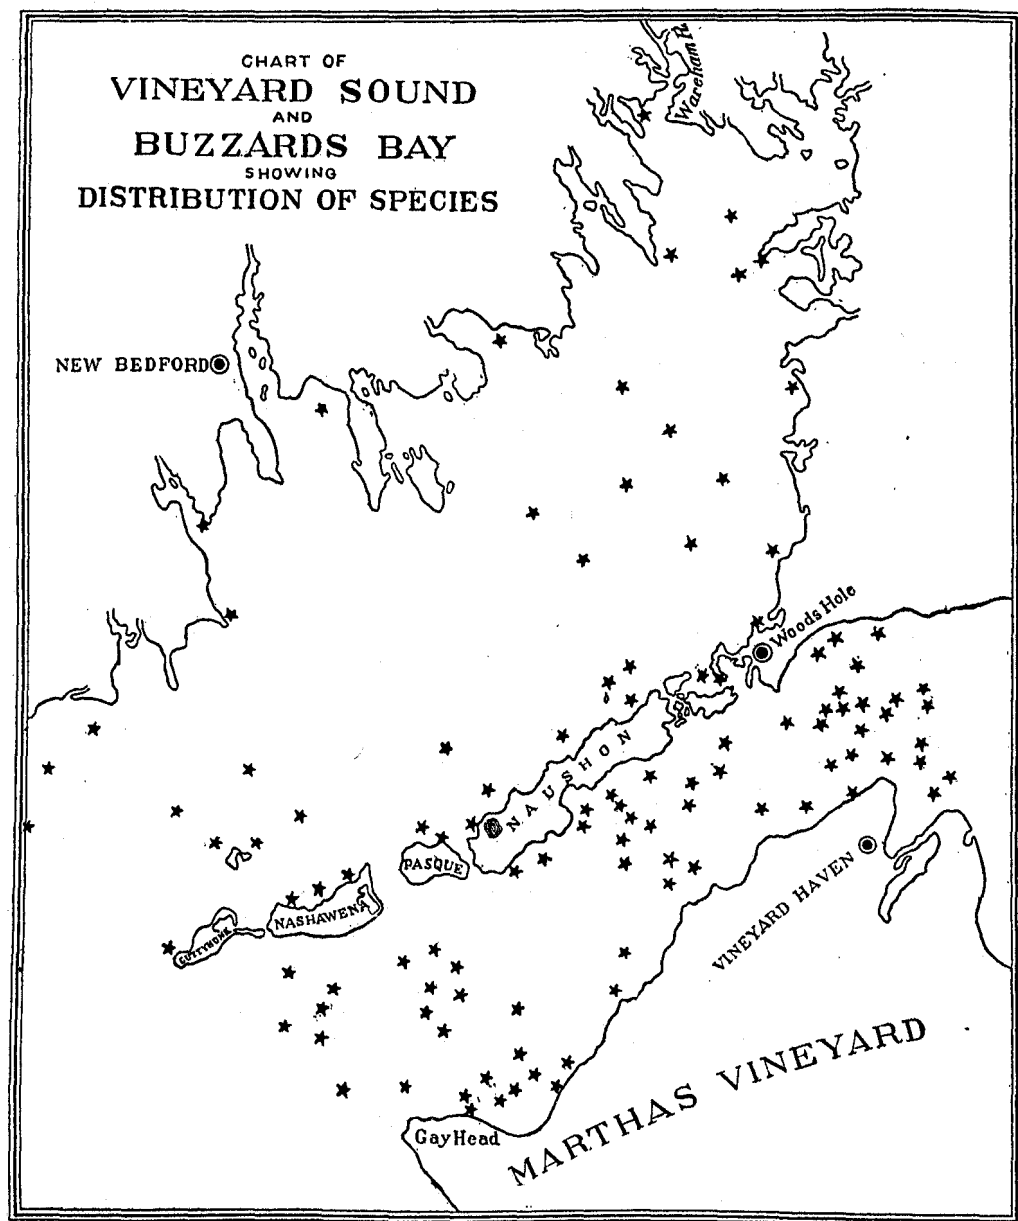 CHART OF
VINEYARD SOUND
AND
BUZZARDS BAY
SHOWING
DISTRIBUTION OF SPECIES
Wareham R.
NEW BEDFORD
Woods Hole
NAUSHON
PASQUE
NASHAWENA
CUTTYHUNK
VINEYARD HAVEN
MARTHAS VINEYARD
Gay Head